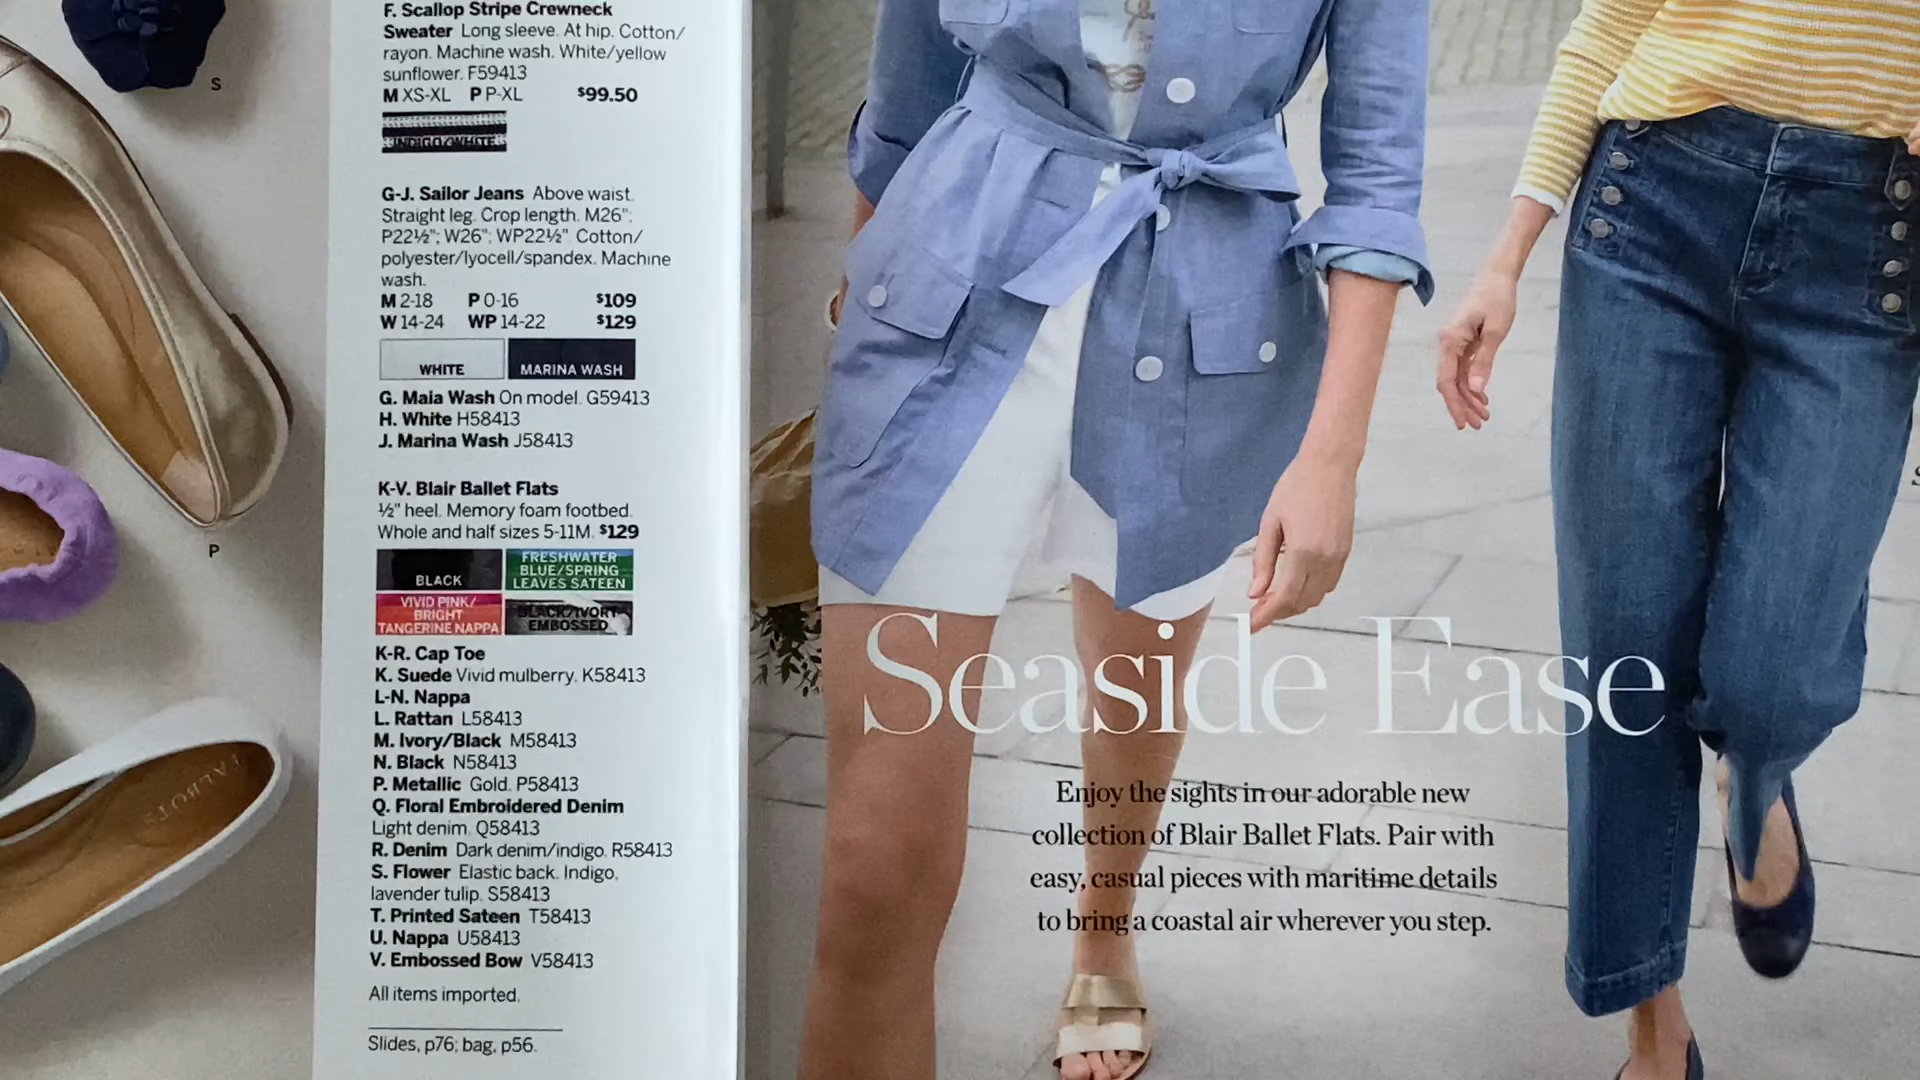 S
P
TALBOTS
F. Scallop Stripe Crewneck
Sweater Long sleeve. At hip. Cotton/
rayon. Machine wash. White/yellow
sunflower. F59413
M XS-XL P P-XL $99.50
INDIGO/WHITE
G-J. Sailor Jeans Above waist.
Straight leg. Crop length. M26";
P22½"; W26"; WP22½". Cotton/
polyester/lyocell/spandex. Machine
wash.
M 2-18 P 0-16 $109
W 14-24 WP 14-22 $129
WHITE MARINA WASH
G. Maia Wash On model. G59413
H. White H58413
J. Marina Wash J58413
K-V. Blair Ballet Flats
½" heel. Memory foam footbed.
Whole and half sizes 5-11M. $129
BLACK
FRESHWATER
BLUE/SPRING
LEAVES SATEEN
VIVID PINK/
BRIGHT
TANGERINE NAPPA
BLACK/IVORY
EMBOSSED
K-R. Cap Toe
K. Suede Vivid mulberry. K58413
L-N. Nappa
L. Rattan L58413
M. Ivory/Black M58413
N. Black N58413
P. Metallic Gold. P58413
Q. Floral Embroidered Denim
Light denim. Q58413
R. Denim Dark denim/indigo. R58413
S. Flower Elastic back. Indigo,
lavender tulip. S58413
T. Printed Sateen T58413
U. Nappa U58413
V. Embossed Bow V58413
All items imported.
Slides, p76; bag, p56.
Seaside Ease
Enjoy the sights in our adorable new
collection of Blair Ballet Flats. Pair with
easy, casual pieces with maritime details
to bring a coastal air wherever you step.